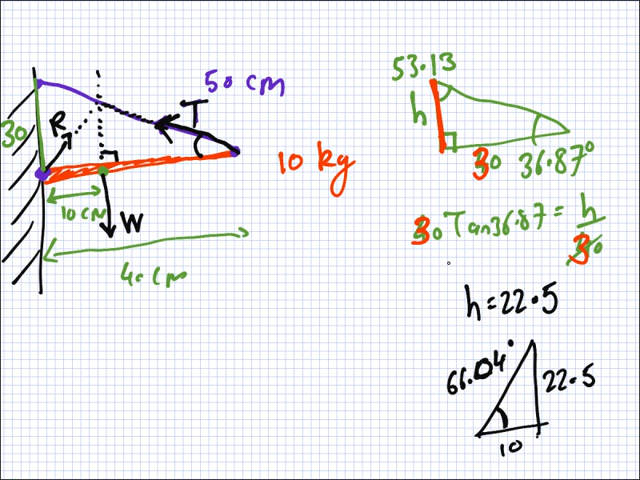 50 cm
30
R
T
10 kg
10 cm
W
40 cm
53.13
h
30 36.87°
30 Tan 36.87 = h / 30
h = 22.5
66.04°
22.5
10